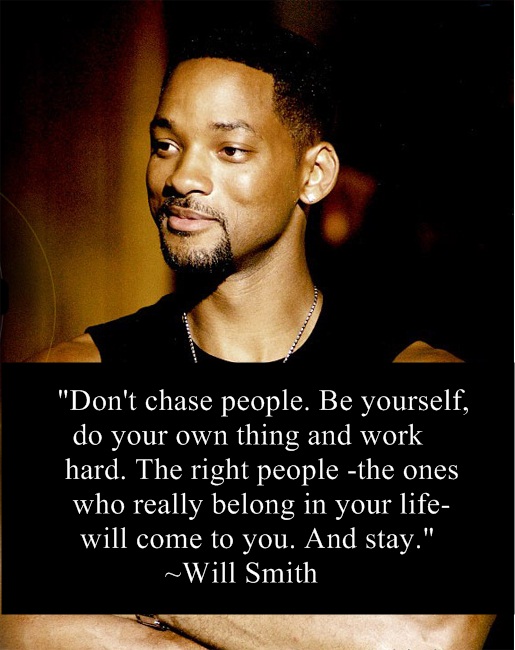 "Don't chase people. Be yourself,
do your own thing and work
hard. The right people -the ones
who really belong in your life-
will come to you. And stay."
~Will Smith